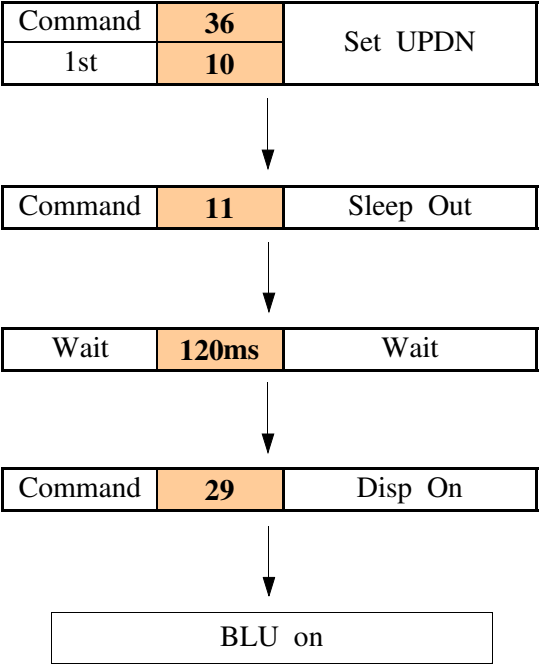 Command 36 Set UPDN
1st 10
Command 11 Sleep Out
Wait 120ms Wait
Command 29 Disp On
BLU on